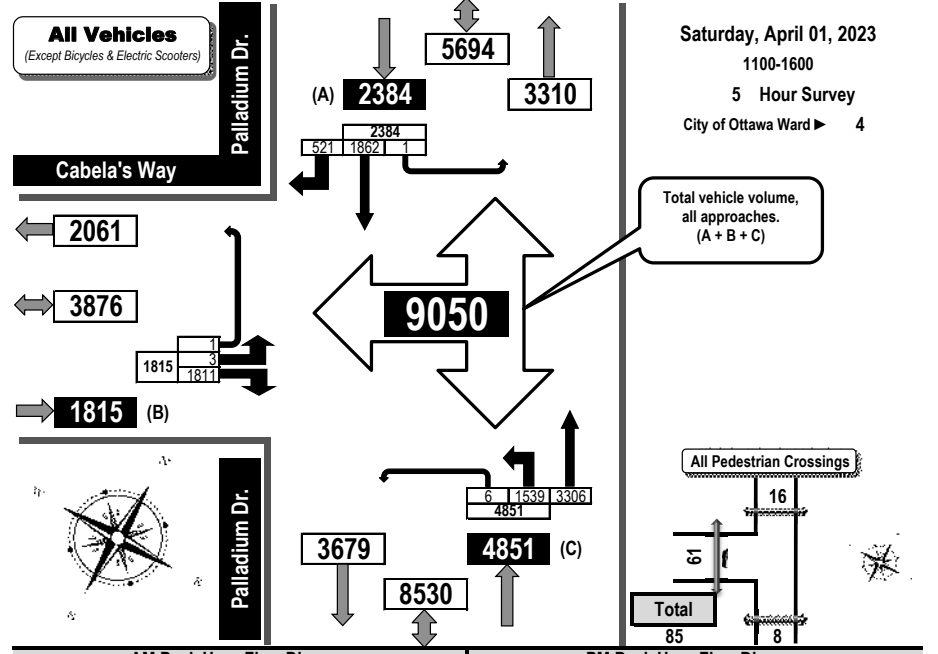 All Vehicles
(Except Bicycles & Electric Scooters)
Palladium Dr.
Cabela's Way
5694
(A) 2384
3310
2384
521 1862 1
Saturday, April 01, 2023
1100-1600
5 Hour Survey
City of Ottawa Ward ► 4
Total vehicle volume,
all approaches.
(A + B + C)
2061
3876
9050
1
1815 3
1811
1815 (B)
6 1539 3306
4851
Palladium Dr.
3679
4851 (C)
8530
All Pedestrian Crossings
16
61
Total
85
8